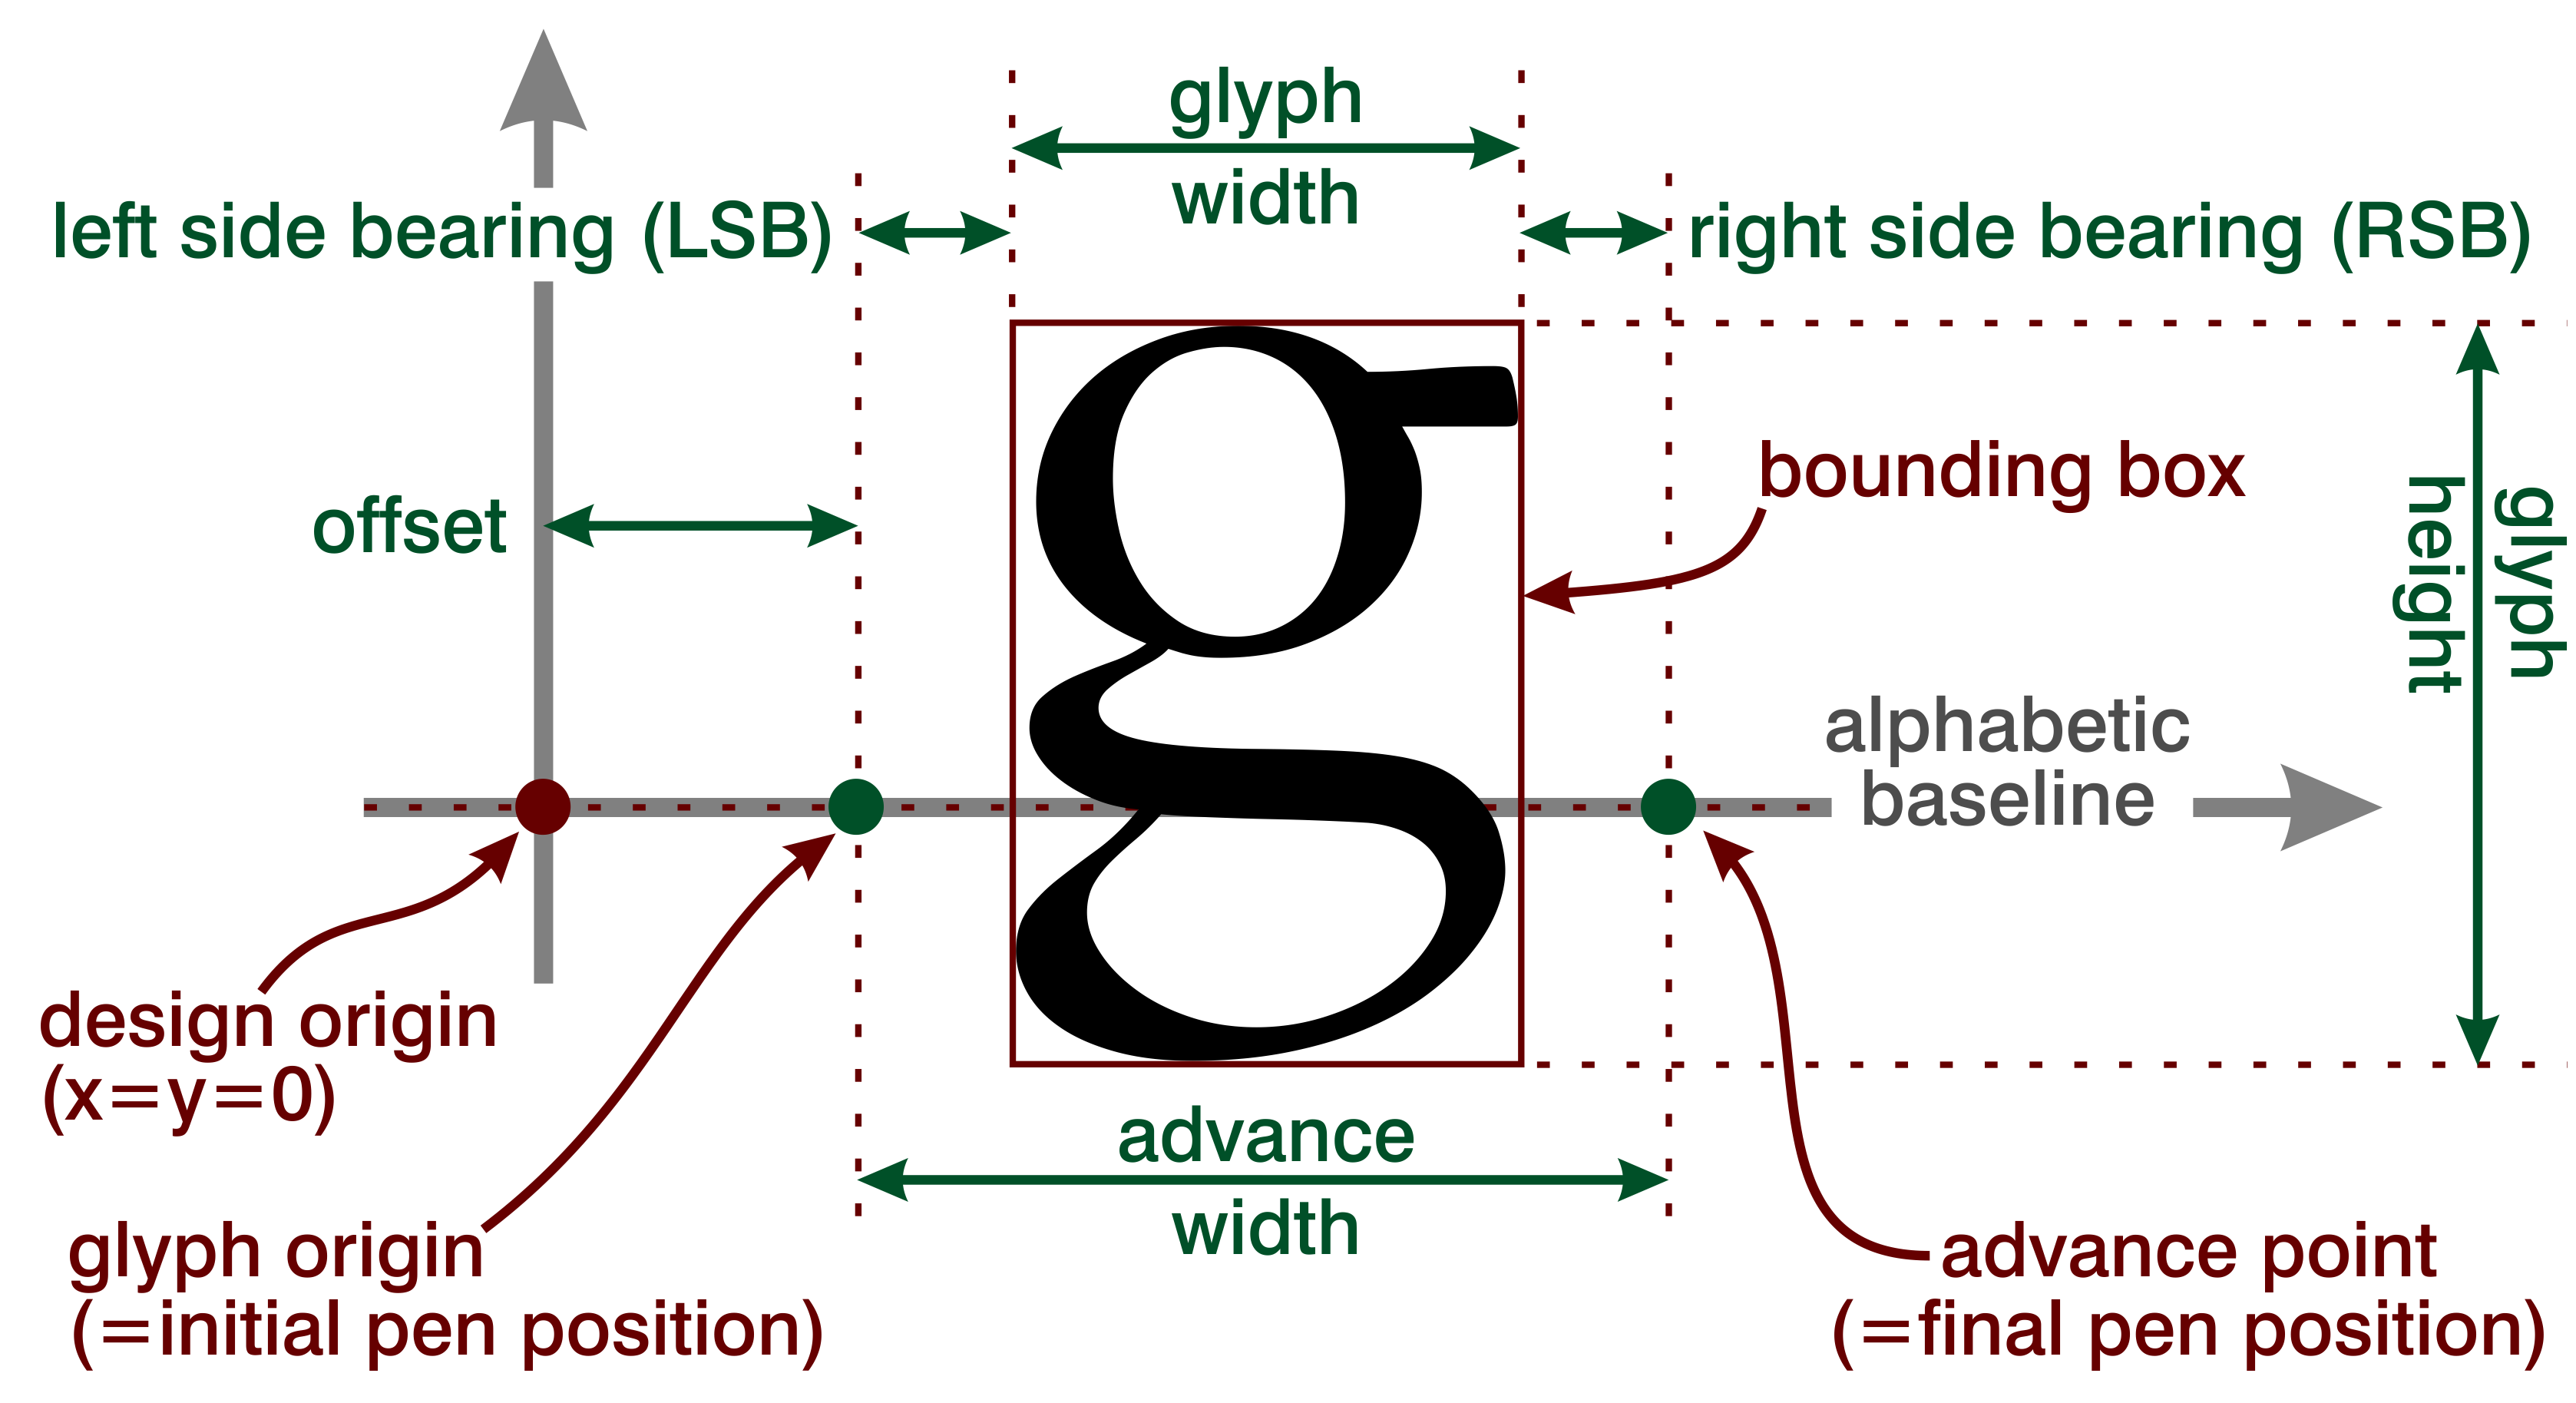 glyph
width
left side bearing (LSB)
right side bearing (RSB)
offset
bounding box
glyph
height
g
alphabetic
baseline
design origin
(x=y=0)
advance
width
glyph origin
(=initial pen position)
advance point
(=final pen position)